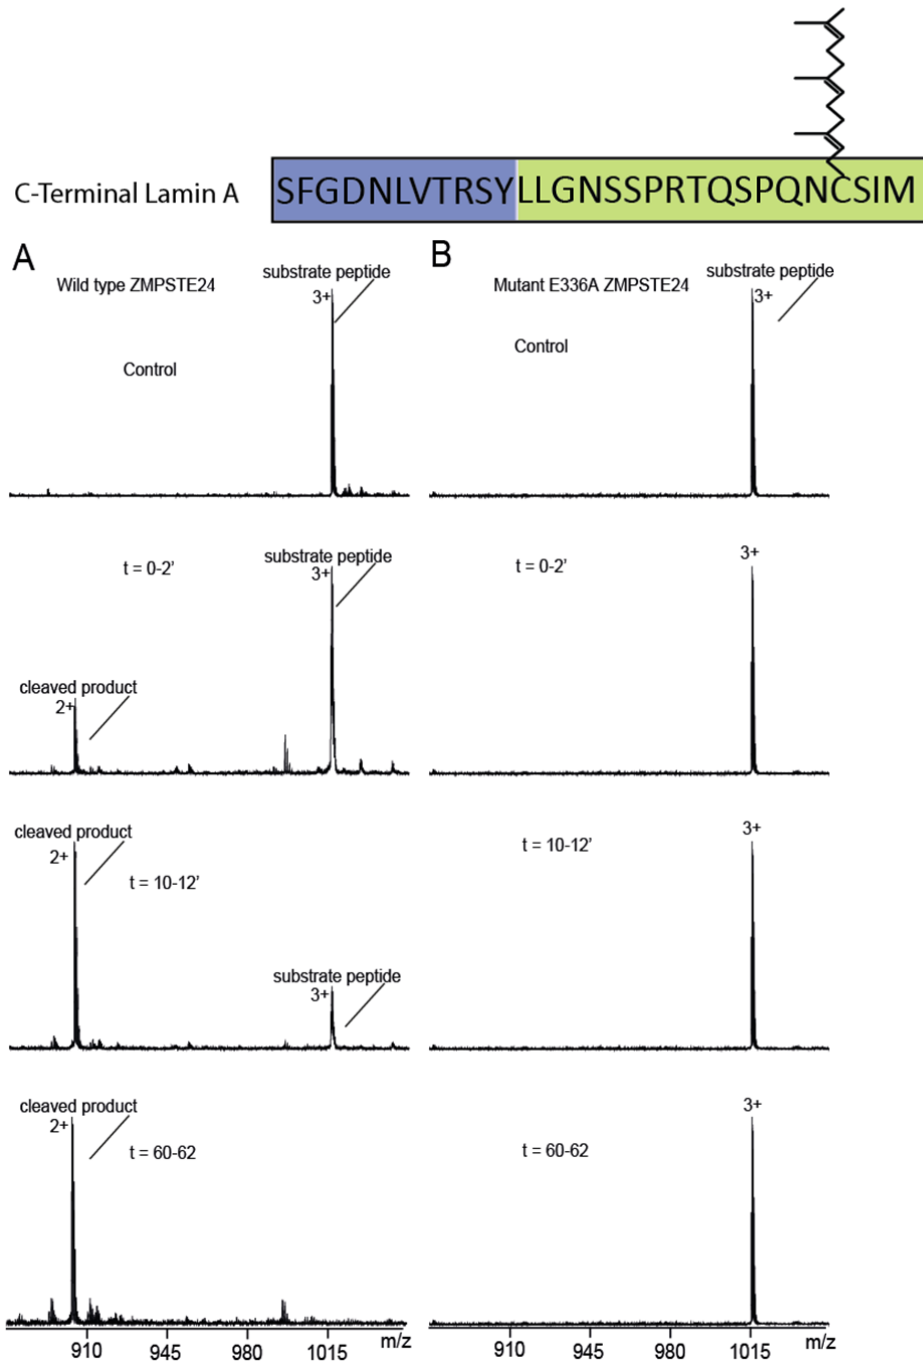 C-Terminal Lamin A
SFGDNLVTRSYLLGNSSPRTQSPQNCSIM
A
Wild type ZMPSTE24
substrate peptide
3+
Control
t = 0-2'
substrate peptide
3+
cleaved product
2+
cleaved product
2+
t = 10-12'
substrate peptide
3+
cleaved product
2+
t = 60-62
910 945 980 1015 m/z
B
substrate peptide
Mutant E336A ZMPSTE24
3+
Control
3+
t = 0-2'
3+
t = 10-12'
3+
t = 60-62
910 945 980 1015 m/z